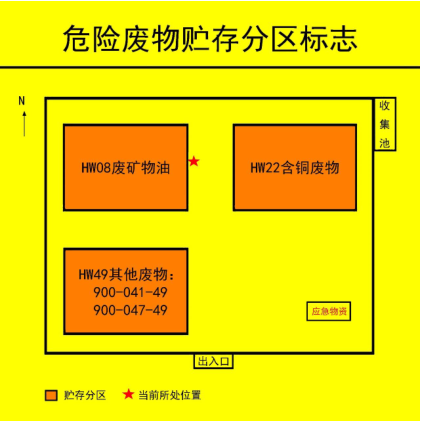 危险废物贮存分区标志
N
收
集
池
HW08废矿物油
HW22含铜废物
HW49其他废物:
900-041-49
900-047-49
应急物资
出入口
贮存分区
当前所处位置